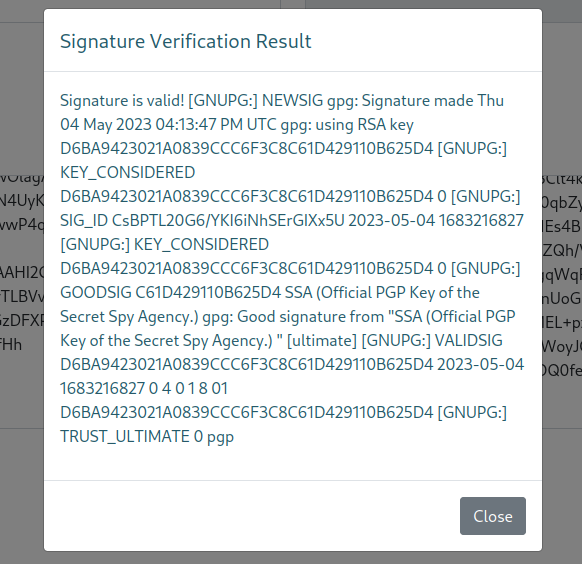 Signature Verification Result
Signature is valid! [GNUPG:] NEWSIG gpg: Signature made Thu
04 May 2023 04:13:47 PM UTC gpg: using RSA key
D6BA9423021A0839CCC6F3C8C61D429110B625D4 [GNUPG:]
KEY_CONSIDERED
D6BA9423021A0839CCC6F3C8C61D429110B625D4 0 [GNUPG:]
SIG_ID CsBPTL20G6/YKI6iNhSErGIXx5U 2023-05-04 1683216827
[GNUPG:] KEY_CONSIDERED
D6BA9423021A0839CCC6F3C8C61D429110B625D4 0 [GNUPG:]
GOODSIG C61D429110B625D4 SSA (Official PGP Key of the
Secret Spy Agency.) gpg: Good signature from "SSA (Official PGP
Key of the Secret Spy Agency.) " [ultimate] [GNUPG:] VALIDSIG
D6BA9423021A0839CCC6F3C8C61D429110B625D4 2023-05-04
1683216827 0 4 0 1 8 01
D6BA9423021A0839CCC6F3C8C61D429110B625D4 [GNUPG:]
TRUST_ULTIMATE 0 pgp
Close